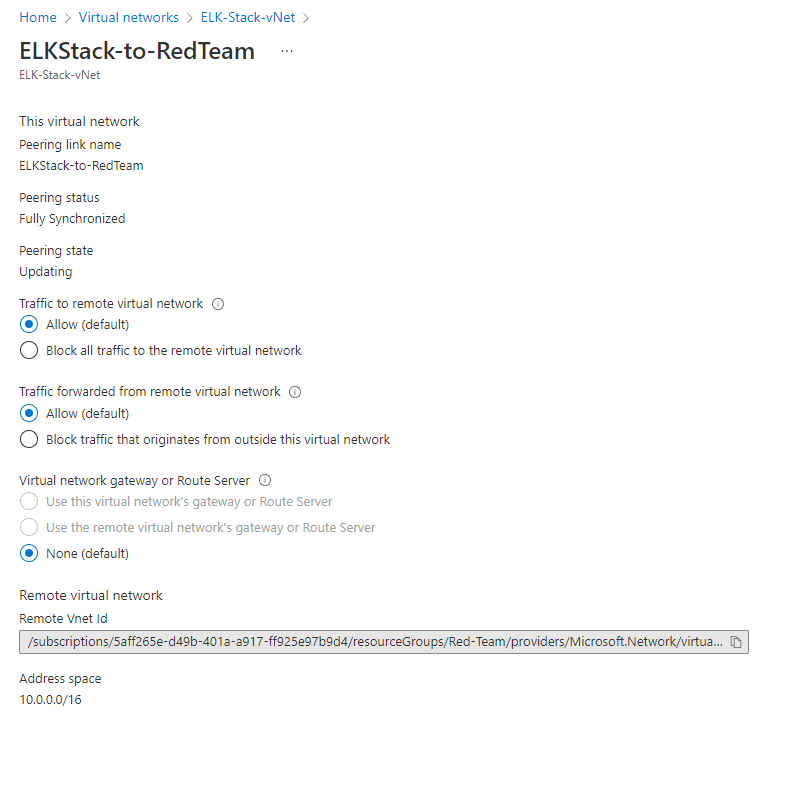 Home > Virtual networks > ELK-Stack-vNet >
ELKStack-to-RedTeam ...
ELK-Stack-vNet
This virtual network
Peering link name
ELKStack-to-RedTeam
Peering status
Fully Synchronized
Peering state
Updating
Traffic to remote virtual network
Allow (default)
Block all traffic to the remote virtual network
Traffic forwarded from remote virtual network
Allow (default)
Block traffic that originates from outside this virtual network
Virtual network gateway or Route Server
Use this virtual network's gateway or Route Server
Use the remote virtual network's gateway or Route Server
None (default)
Remote virtual network
Remote Vnet Id
/subscriptions/5aff265e-d49b-401a-a917-ff925e97b9d4/resourceGroups/Red-Team/providers/Microsoft.Network/virtua...
Address space
10.0.0.0/16